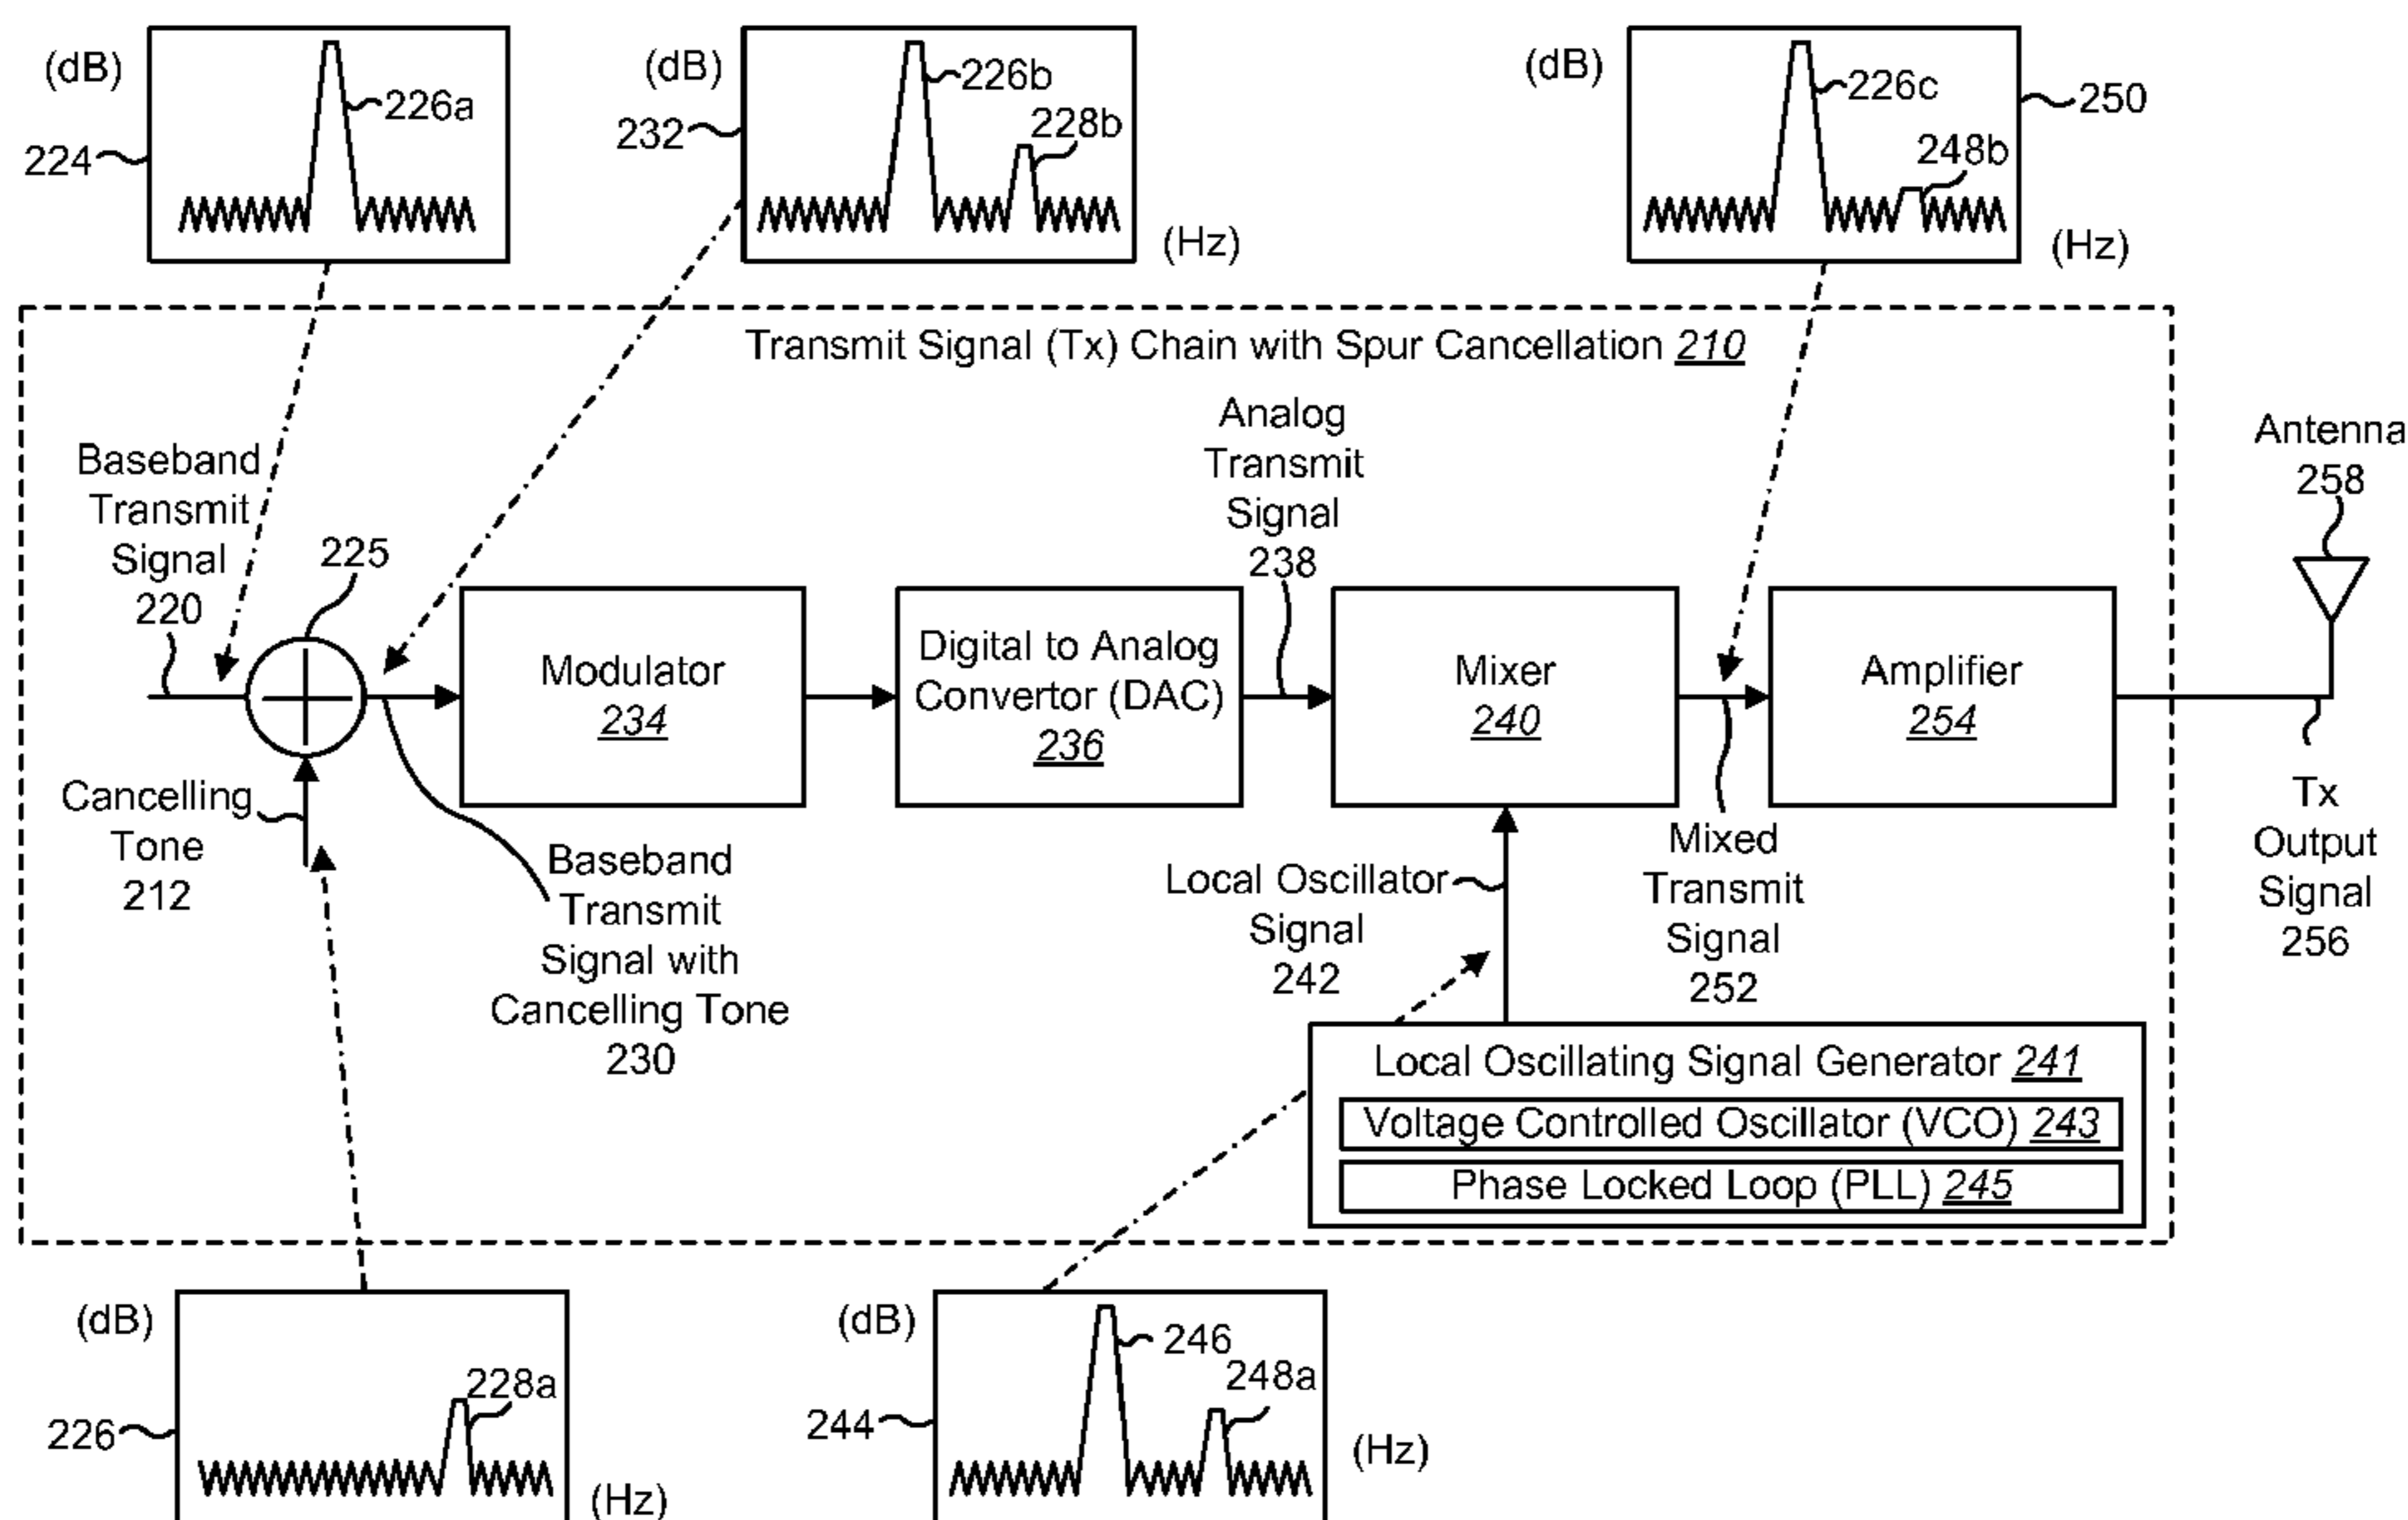 (dB)
224
226a
(dB)
232
226b
228b
(Hz)
(dB)
226c
250
248b
(Hz)
Transmit Signal (Tx) Chain with Spur Cancellation 210
Baseband
Transmit
Signal
220
225
Analog
Transmit
Signal
238
Antenna
258
Modulator
234
Digital to Analog
Convertor (DAC)
236
Mixer
240
Amplifier
254
Cancelling
Tone
212
Baseband
Transmit
Signal with
Cancelling Tone
230
Local Oscillator
Signal
242
Mixed
Transmit
Signal
252
Tx
Output
Signal
256
Local Oscillating Signal Generator 241
Voltage Controlled Oscillator (VCO) 243
Phase Locked Loop (PLL) 245
(dB)
226
228a
(Hz)
(dB)
244
246
248a
(Hz)